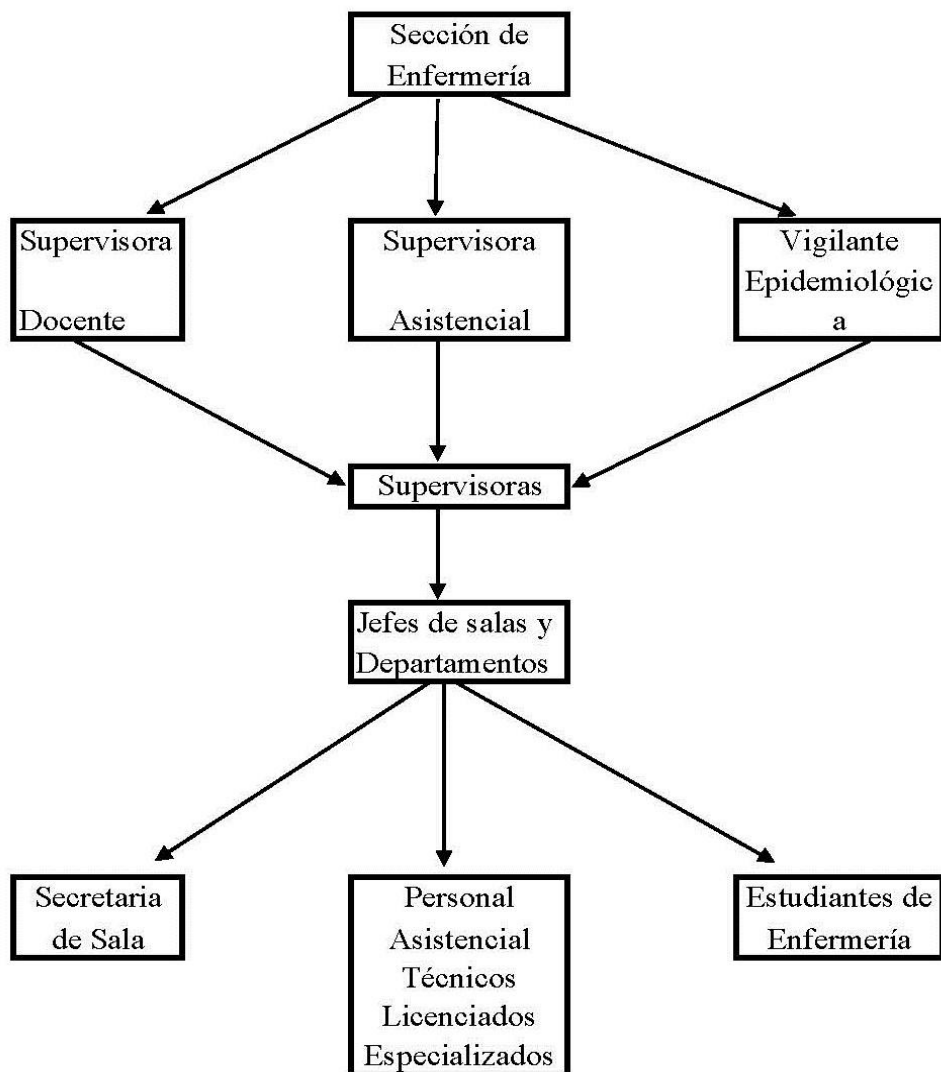 Sección de
Enfermería
Supervisora
Docente
Supervisora
Asistencial
Vigilante
Epidemiológic
a
Supervisoras
Jefes de salas y
Departamentos
Secretaria
de Sala
Personal
Asistencial
Técnicos
Licenciados
Especializados
Estudiantes de
Enfermería